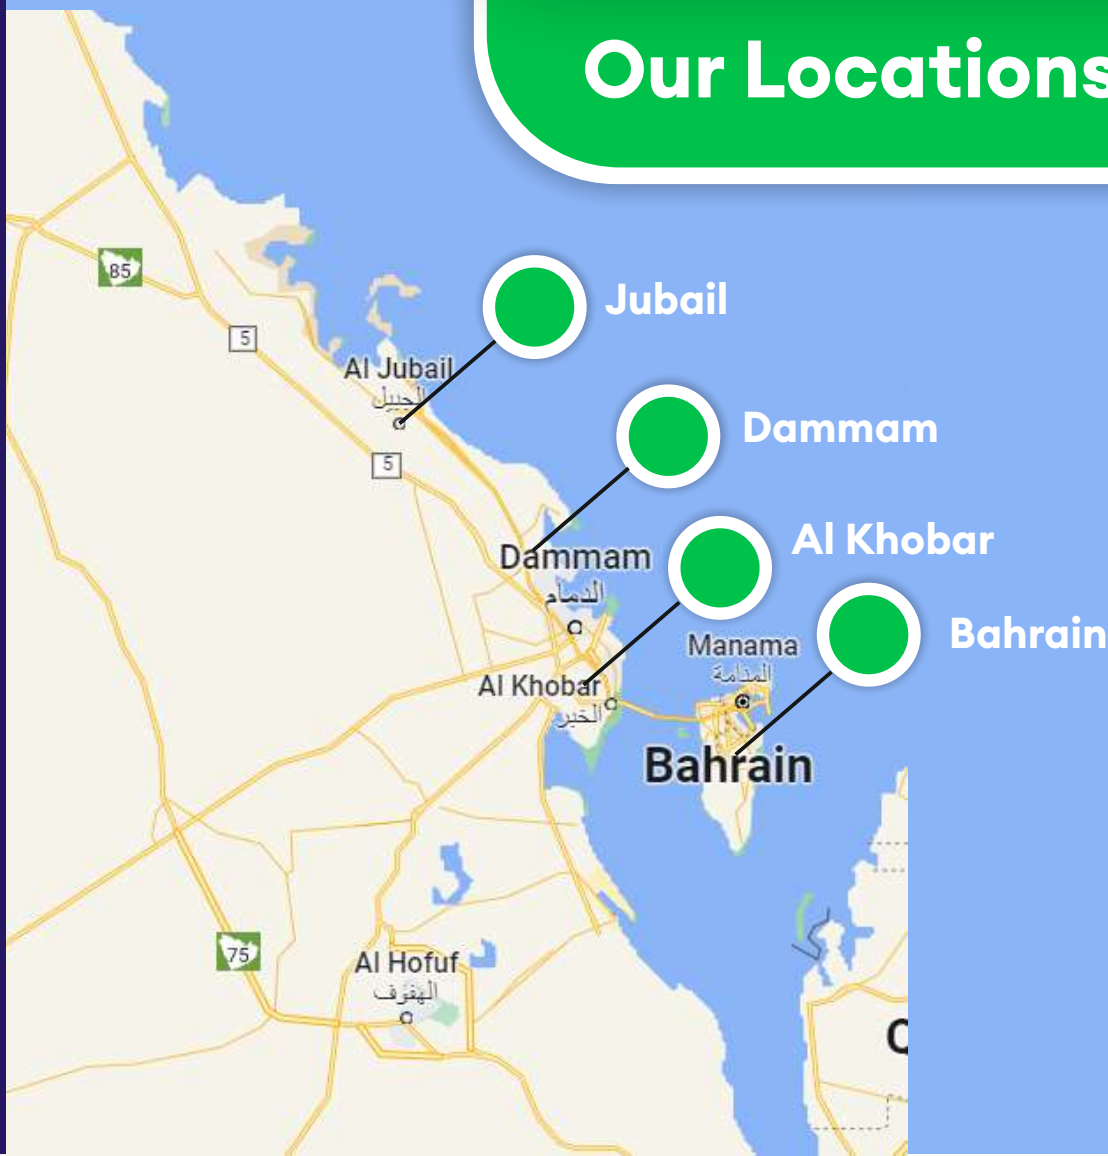 Our Locations
85
Jubail
5
Al Jubail
الجبيل
Dammam
5
Al Khobar
Dammam
الدمام
Bahrain
Manama
المنامة
Al Khobar
الخبر
Bahrain
75
Al Hofuf
الهفوف